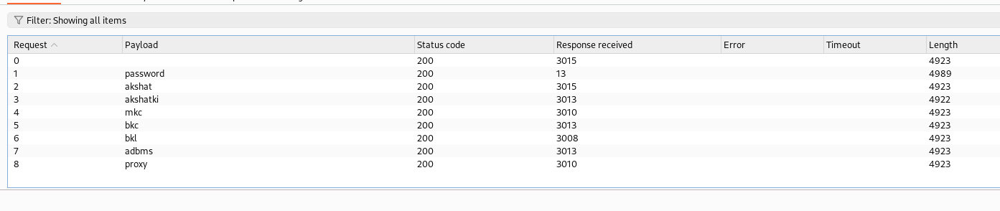 Filter: Showing all items
Request Payload Status code Response received Error Timeout Length
0 200 3015 4923
1 password 200 13 4989
2 akshat 200 3015 4923
3 akshatki 200 3013 4922
4 mkc 200 3010 4923
5 bkc 200 3013 4923
6 bkl 200 3008 4923
7 adbms 200 3013 4923
8 proxy 200 3010 4923